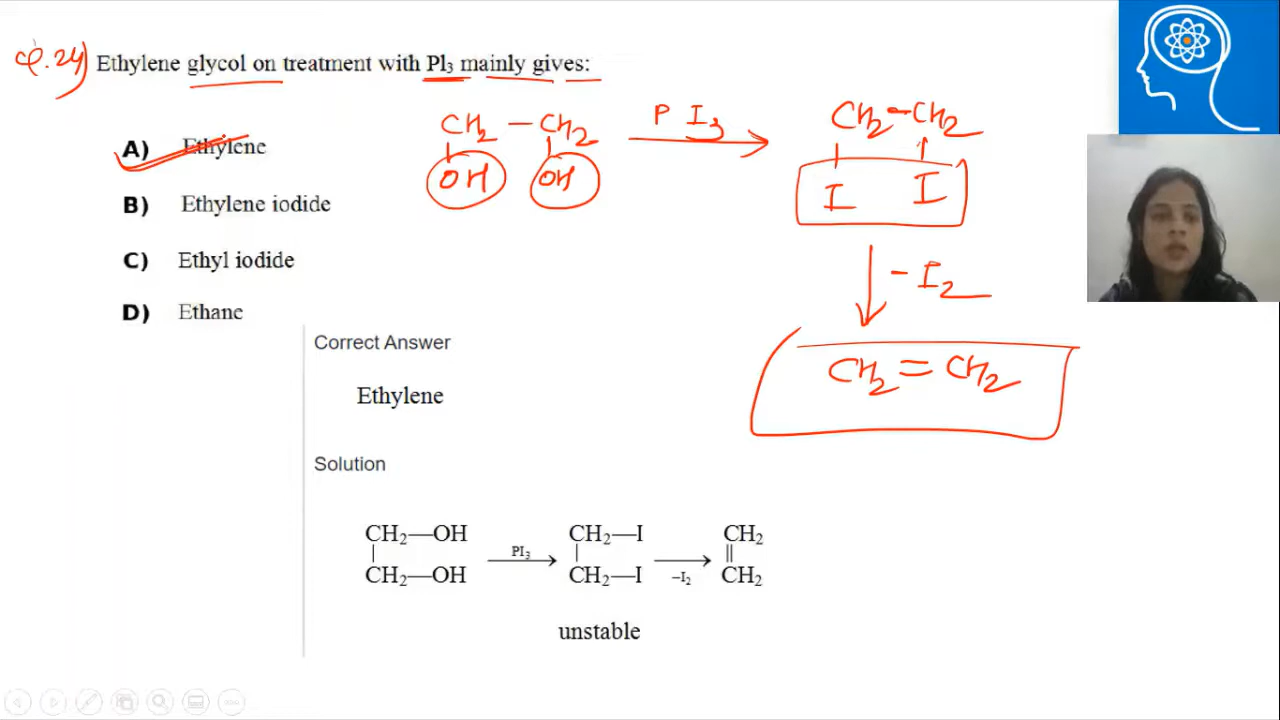 Q.24) Ethylene glycol on treatment with PI3 mainly gives:
A) Ethylene
B) Ethylene iodide
C) Ethyl iodide
D) Ethane
CH2 - CH2
OH OH
P I3
CH2-CH2
I I
- I2
CH2 = CH2
Correct Answer
Ethylene
Solution
CH2—OH PI3 CH2—I CH2
CH2—OH CH2—I –I2 CH2
unstable